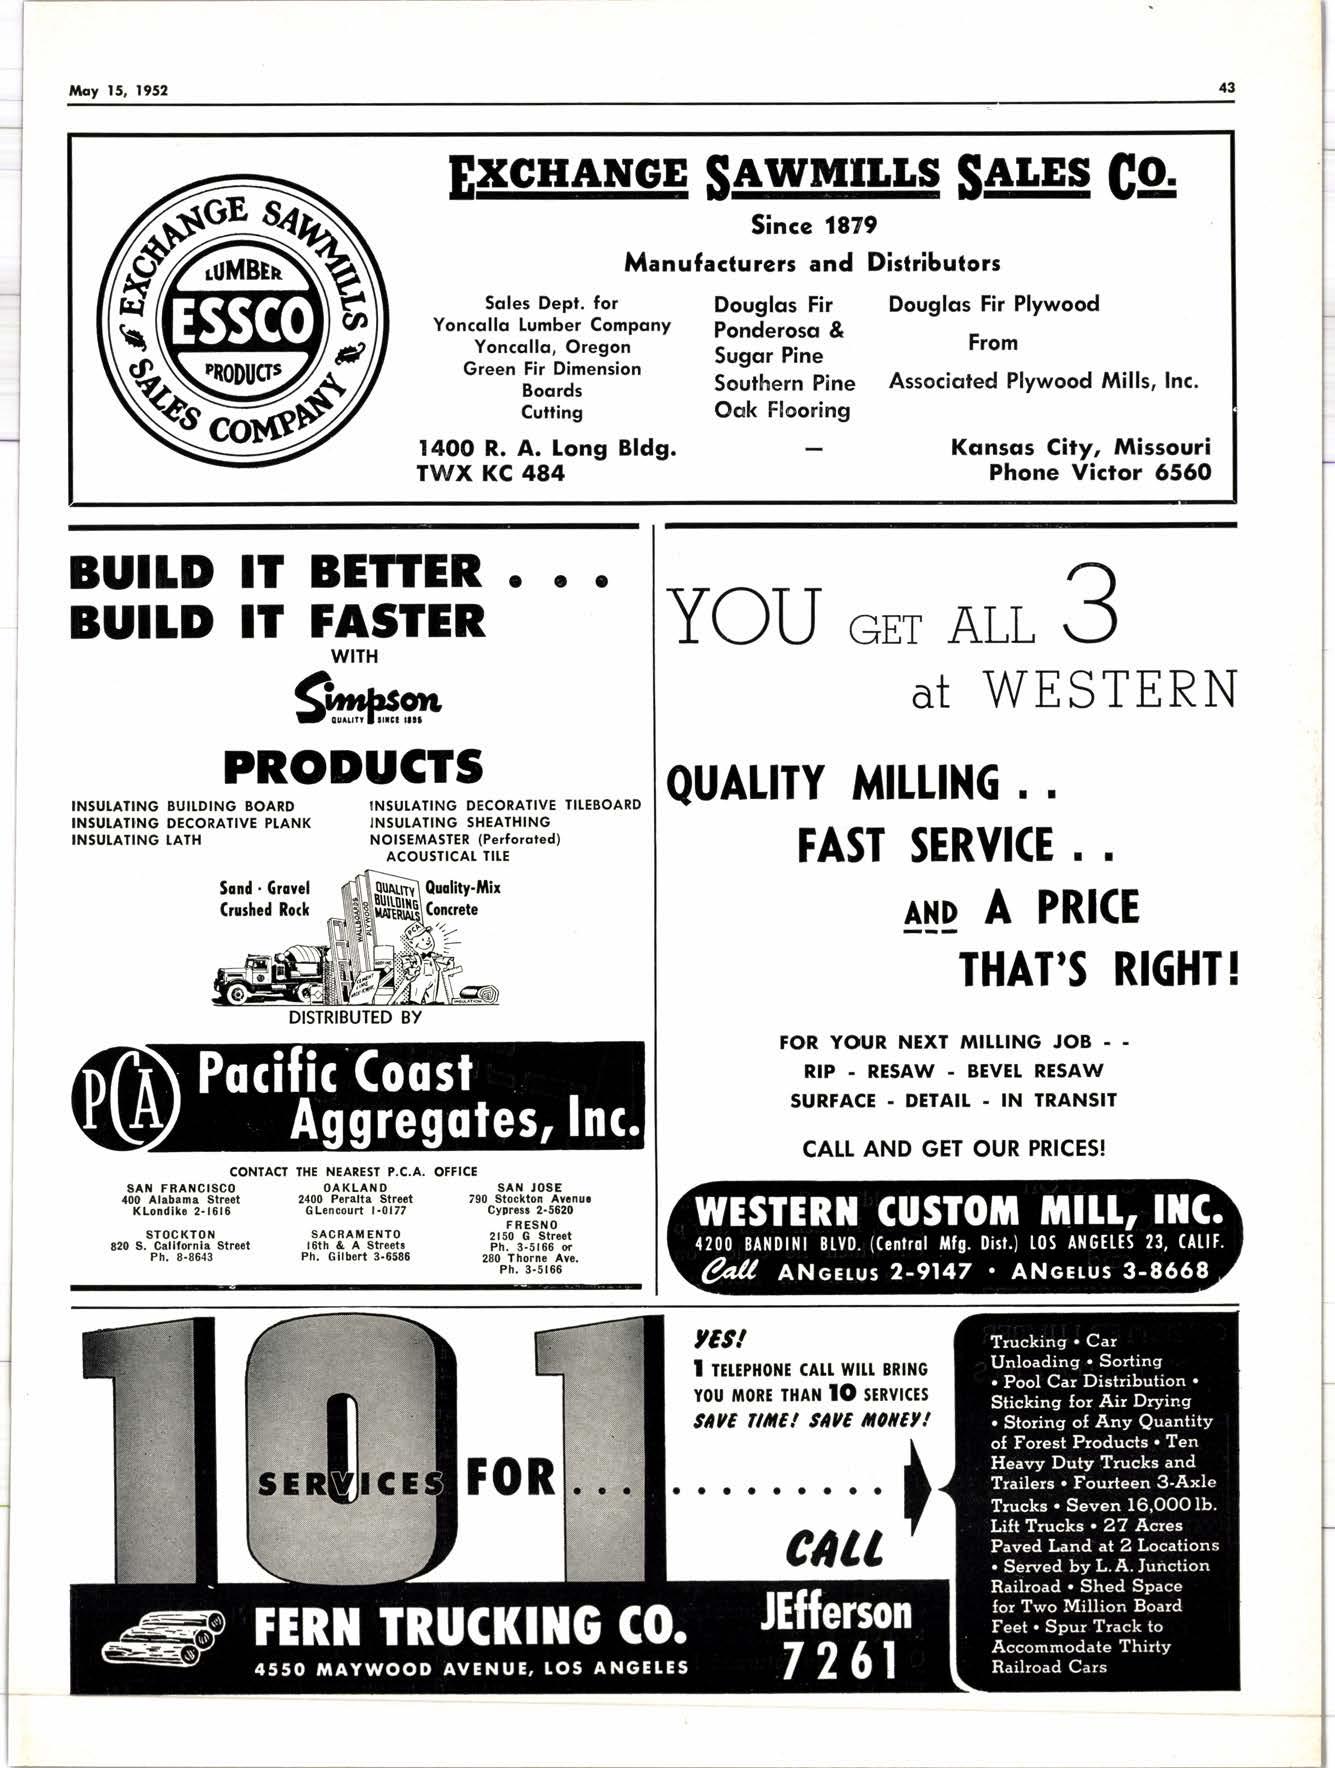 May 15, 1952
43
EXCHANGE SAWMILLS
LUMBER
ESSCO
PRODUCTS
SALES COMPANY
EXCHANGE SAWMILLS SALES CO.
Since 1879
Manufacturers and Distributors
Sales Dept. for
Yoncalla Lumber Company
Yoncalla, Oregon
Green Fir Dimension
Boards
Cutting
Douglas Fir
Ponderosa &
Sugar Pine
Southern Pine
Oak Flooring
Douglas Fir Plywood
From
Associated Plywood Mills, Inc.
1400 R. A. Long Bldg. — Kansas City, Missouri
TWX KC 484 Phone Victor 6560
BUILD IT BETTER . . .
BUILD IT FASTER
WITH
Simpson
QUALITY SINCE 1895
PRODUCTS
INSULATING BUILDING BOARD
INSULATING DECORATIVE PLANK
INSULATING LATH
INSULATING DECORATIVE TILEBOARD
INSULATING SHEATHING
NOISEMASTER (Perforated)
ACOUSTICAL TILE
Sand · Gravel
Crushed Rock
QUALITY
BUILDING
MATERIALS
WALLBOARDS
PLYWOOD
PCA
CEMENT
LIME
INSULATION
Quality-Mix
Concrete
DISTRIBUTED BY
PCA
Pacific Coast
Aggregates, Inc.
CONTACT THE NEAREST P.C.A. OFFICE
SAN FRANCISCO
400 Alabama Street
KLondike 2-1616
OAKLAND
2400 Peralta Street
GLencourt 1-0177
SAN JOSE
790 Stockton Avenue
Cypress 2-5620
STOCKTON
820 S. California Street
Ph. 8-8643
SACRAMENTO
16th & A Streets
Ph. Gilbert 3-6586
FRESNO
2150 G Street
Ph. 3-5166 or
280 Thorne Ave.
Ph. 3-5166
YOU GET ALL 3
at WESTERN
QUALITY MILLING . .
FAST SERVICE . .
AND A PRICE
THAT'S RIGHT!
FOR YOUR NEXT MILLING JOB - -
RIP - RESAW - BEVEL RESAW
SURFACE - DETAIL - IN TRANSIT
CALL AND GET OUR PRICES!
WESTERN CUSTOM MILL, INC.
4200 BANDINI BLVD. (Central Mfg. Dist.) LOS ANGELES 23, CALIF.
Call ANGELUS 2-9147 • ANGELUS 3-8668
10 SERVICES FOR... 1 ..........
YES!
1 TELEPHONE CALL WILL BRING
YOU MORE THAN 10 SERVICES
SAVE TIME! SAVE MONEY!
CALL
JEfferson
7261
FERN TRUCKING CO.
4550 MAYWOOD AVENUE, LOS ANGELES
Trucking • Car
Unloading • Sorting
• Pool Car Distribution •
Sticking for Air Drying
• Storing of Any Quantity
of Forest Products • Ten
Heavy Duty Trucks and
Trailers • Fourteen 3-Axle
Trucks • Seven 16,000 lb.
Lift Trucks • 27 Acres
Paved Land at 2 Locations
• Served by L. A. Junction
Railroad • Shed Space
for Two Million Board
Feet • Spur Track to
Accommodate Thirty
Railroad Cars